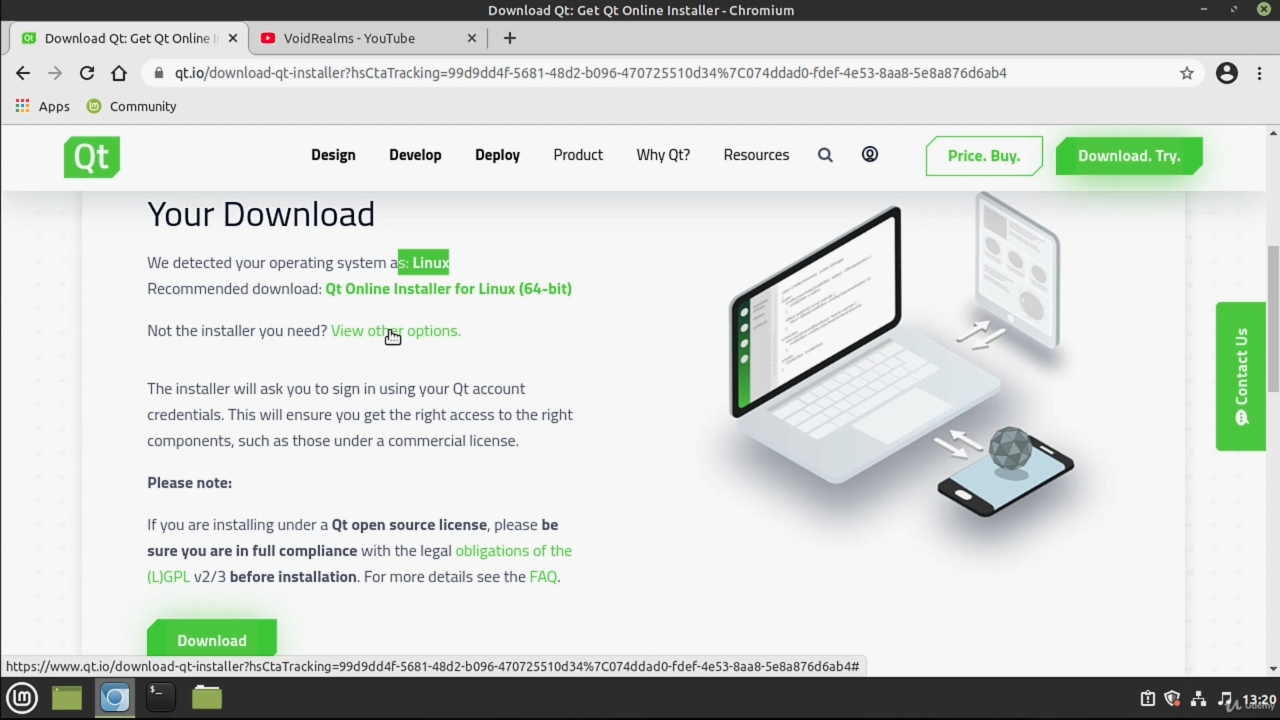 Download Qt: Get Qt Online Installer - Chromium
Download Qt: Get Qt Online I
VoidRealms - YouTube
qt.io/download-qt-installer?hsCtaTracking=99d9dd4f-5681-48d2-b096-470725510d34%7C074ddad0-fdef-4e53-8aa8-5e8a876d6ab4
Apps
Community
Qt
Design
Develop
Deploy
Product
Why Qt?
Resources
Price. Buy.
Download. Try.
Your Download
We detected your operating system as: Linux
Recommended download: Qt Online Installer for Linux (64-bit)
Not the installer you need? View other options.
The installer will ask you to sign in using your Qt account
credentials. This will ensure you get the right access to the right
components, such as those under a commercial license.
Please note:
If you are installing under a Qt open source license, please be
sure you are in full compliance with the legal obligations of the
(L)GPL v2/3 before installation. For more details see the FAQ.
Download
Contact Us
https://www.qt.io/download-qt-installer?hsCtaTracking=99d9dd4f-5681-48d2-b096-470725510d34%7C074ddad0-fdef-4e53-8aa8-5e8a876d6ab4#
13:20
Udemy